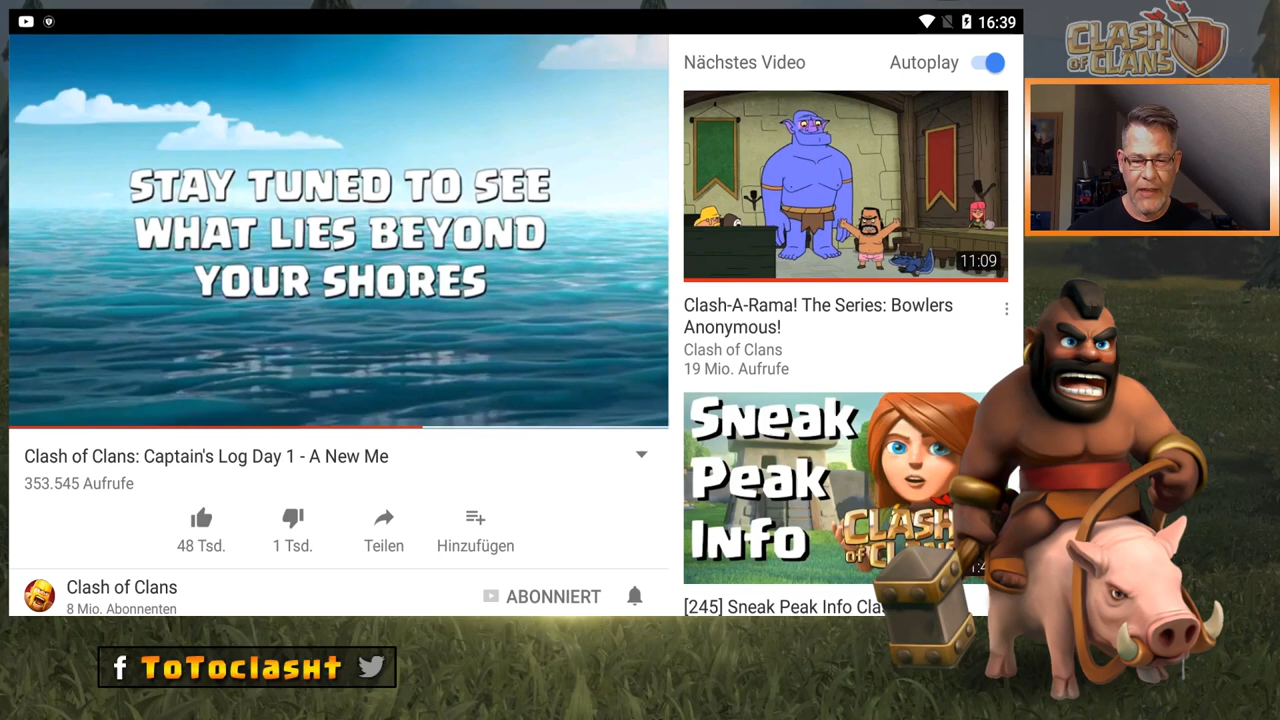 16:39
STAY TUNED TO SEE
WHAT LIES BEYOND
YOUR SHORES
Clash of Clans: Captain's Log Day 1 - A New Me
353.545 Aufrufe
48 Tsd.
1 Tsd.
Teilen
Hinzufügen
Clash of Clans
8 Mio. Abonnenten
ABONNIERT
Nächstes Video
Autoplay
11:09
Clash-A-Rama! The Series: Bowlers
Anonymous!
Clash of Clans
19 Mio. Aufrufe
Sneak
Peak
Info
CLASH
OF
[245] Sneak Peak Info
CLASH
OF CLANS
f ToToclasht